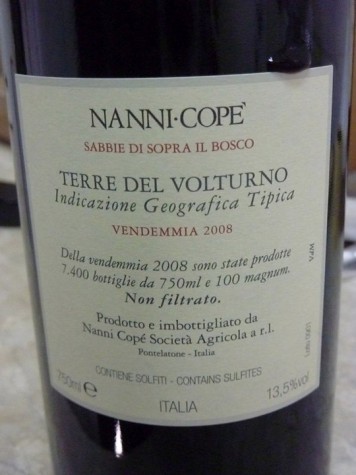 NANNI·COPÈ
SABBIE DI SOPRA IL BOSCO
TERRE DEL VOLTURNO
Indicazione Geografica Tipica
VENDEMMIA 2008
Della vendemmia 2008 sono state prodotte
7.400 bottiglie da 750ml e 100 magnum.
Non filtrato.
Prodotto e imbottigliato da
Nanni Copé Società Agricola a r.l.
Pontelatone - Italia
CONTIENE SOLFITI - CONTAINS SULFITES
750ml e
13,5%vol
ITALIA
WPA